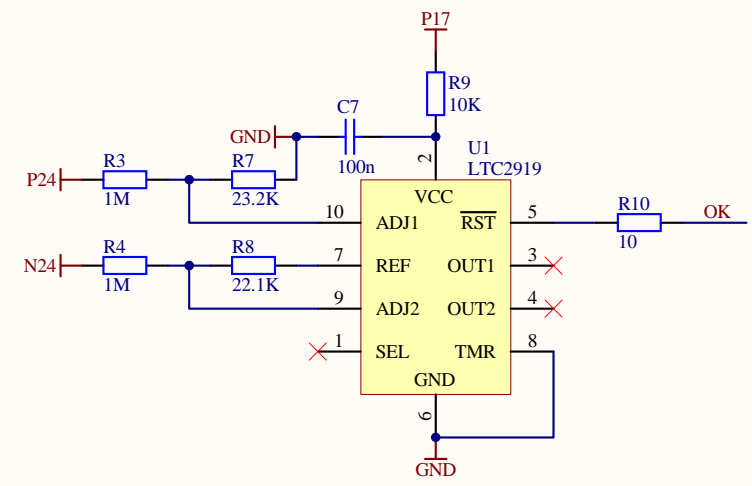 P17
R9
10K
C7
GND
100n
U1
LTC2919
2
VCC
P24
R3
1M
R7
23.2K
10
ADJ1
RST
5
R10
10
OK
N24
R4
1M
R8
22.1K
7
REF
OUT1
3
9
ADJ2
OUT2
4
1
SEL
TMR
8
GND
6
GND